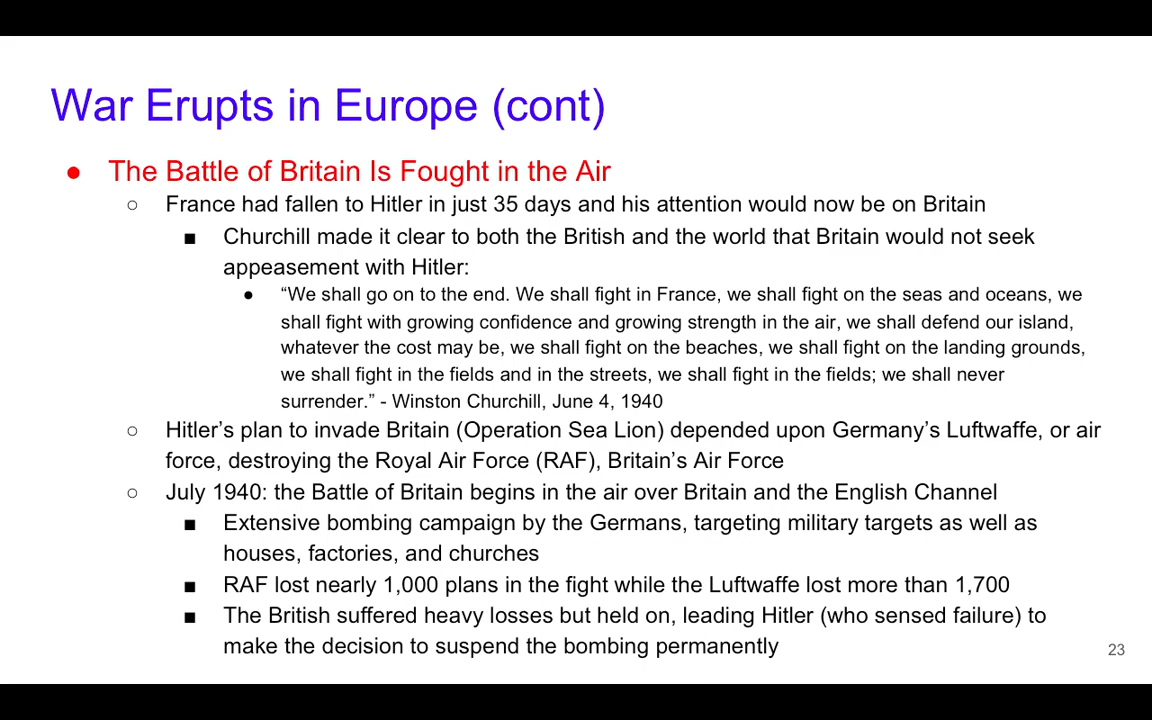 War Erupts in Europe (cont)
● The Battle of Britain Is Fought in the Air
○ France had fallen to Hitler in just 35 days and his attention would now be on Britain
■ Churchill made it clear to both the British and the world that Britain would not seek
appeasement with Hitler:
● “We shall go on to the end. We shall fight in France, we shall fight on the seas and oceans, we
shall fight with growing confidence and growing strength in the air, we shall defend our island,
whatever the cost may be, we shall fight on the beaches, we shall fight on the landing grounds,
we shall fight in the fields and in the streets, we shall fight in the fields; we shall never
surrender.” - Winston Churchill, June 4, 1940
○ Hitler’s plan to invade Britain (Operation Sea Lion) depended upon Germany’s Luftwaffe, or air
force, destroying the Royal Air Force (RAF), Britain’s Air Force
○ July 1940: the Battle of Britain begins in the air over Britain and the English Channel
■ Extensive bombing campaign by the Germans, targeting military targets as well as
houses, factories, and churches
■ RAF lost nearly 1,000 plans in the fight while the Luftwaffe lost more than 1,700
■ The British suffered heavy losses but held on, leading Hitler (who sensed failure) to
make the decision to suspend the bombing permanently
23